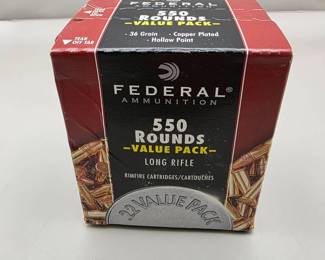 TEAR
OFF TAB
550
ROUNDS
-VALUE PACK-
36 Grain • Copper Plated
Hollow Point
FEDERAL®
AMMUNITION
550
ROUNDS
-VALUE PACK-
LONG RIFLE
RIMFIRE CARTRIDGES/CARTOUCHES
.22 VALUE PACK